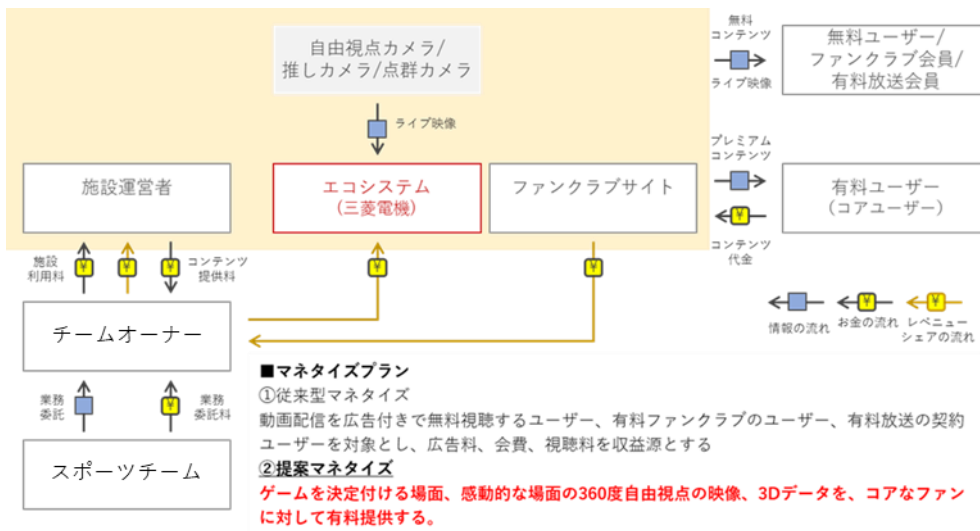 自由視点カメラ/
推しカメラ/点群カメラ
ライブ映像
無料
コンテンツ
ライブ映像
無料ユーザー/
ファンクラブ会員/
有料放送会員
施設運営者
エコシステム
(三菱電機)
ファンクラブサイト
プレミアム
コンテンツ
¥
コンテンツ
代金
有料ユーザー
(コアユーザー)
施設
利用料
¥
¥
¥
コンテンツ
提供料
¥
¥
チームオーナー
情報の流れ
¥
お金の流れ
¥
レベニュー
シェアの流れ
業務
委託
¥
業務
委託料
スポーツチーム
■マネタイズプラン
①従来型マネタイズ
動画配信を広告付きで無料視聴するユーザー、有料ファンクラブのユーザー、有料放送の契約
ユーザーを対象とし、広告料、会費、視聴料を収益源とする
②提案マネタイズ
ゲームを決定付ける場面、感動的な場面の360度自由視点の映像、3Dデータを、コアなファン
に対して有料提供する。